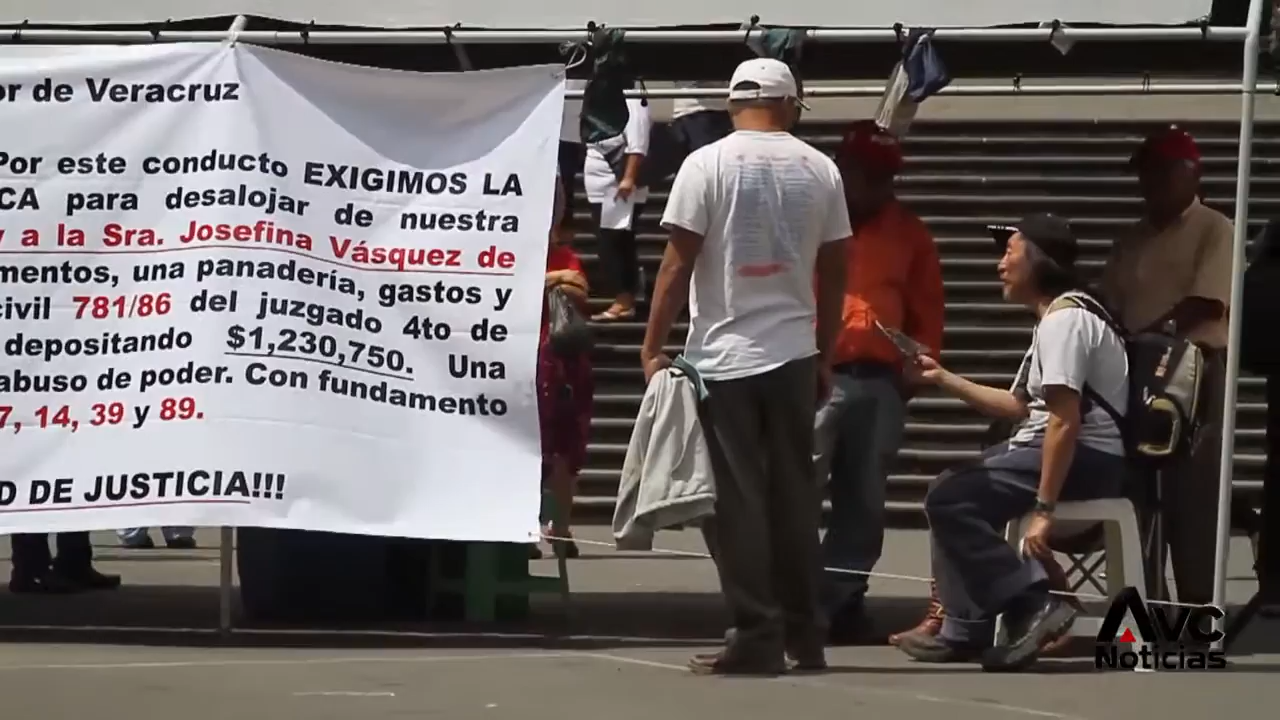 or de Veracruz
Por este conducto EXIGIMOS LA
CA para desalojar de nuestra
y a la Sra. Josefina Vásquez de
mentos, una panadería, gastos y
civil 781/86 del juzgado 4to de
depositando $1,230,750. Una
abuso de poder. Con fundamento
7, 14, 39 y 89.
D DE JUSTICIA!!!
AVC
Noticias